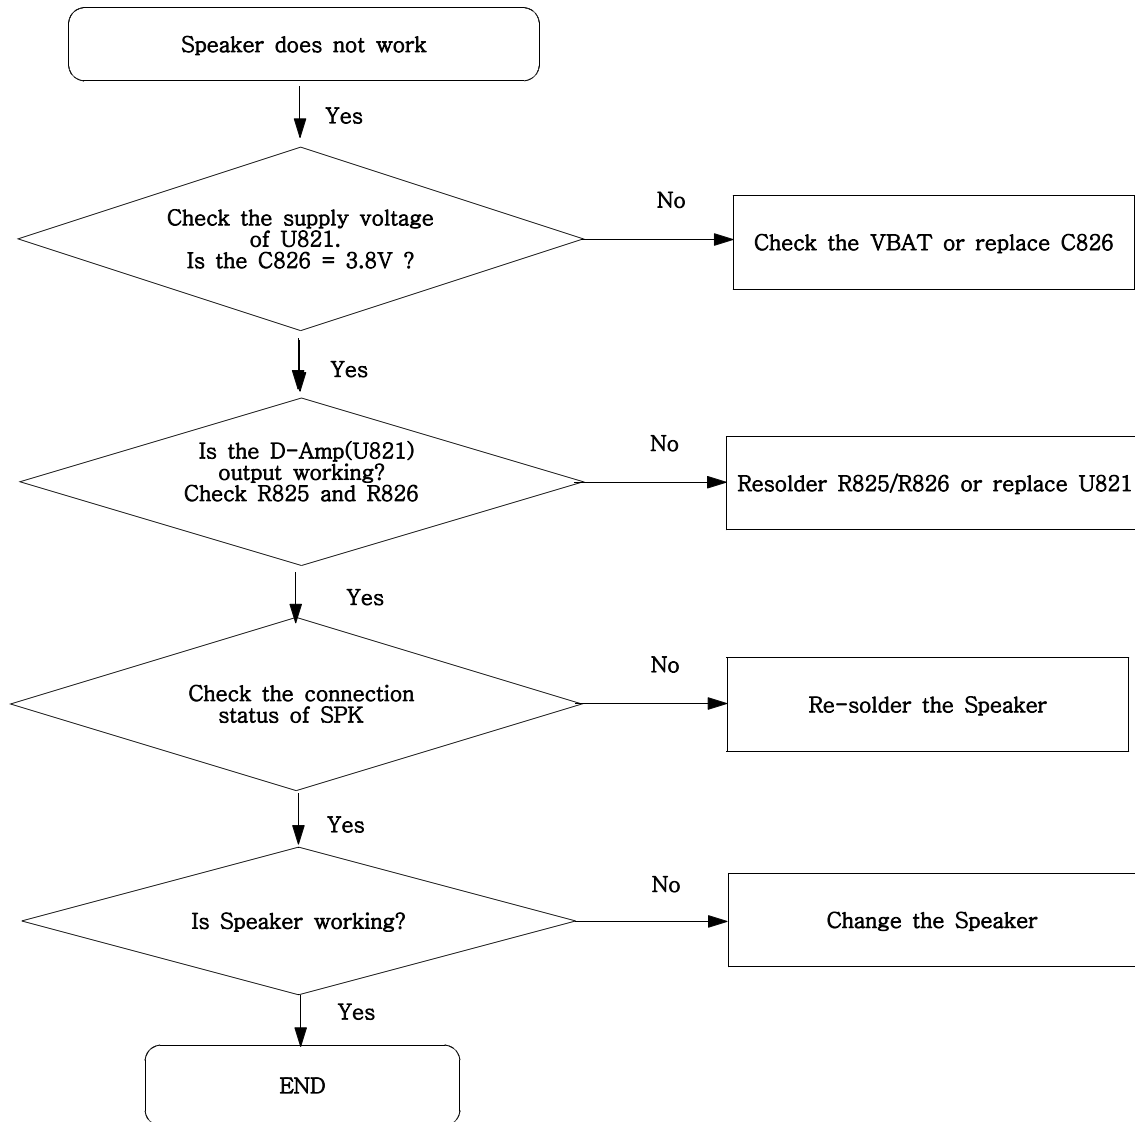 Speaker does not work
Yes
Check the supply voltage
of U821.
Is the C826 = 3.8V ?
No
Check the VBAT or replace C826
Yes
Is the D-Amp(U821)
output working?
Check R825 and R826
No
Resolder R825/R826 or replace U821
Yes
Check the connection
status of SPK
No
Re-solder the Speaker
Yes
Is Speaker working?
No
Change the Speaker
Yes
END